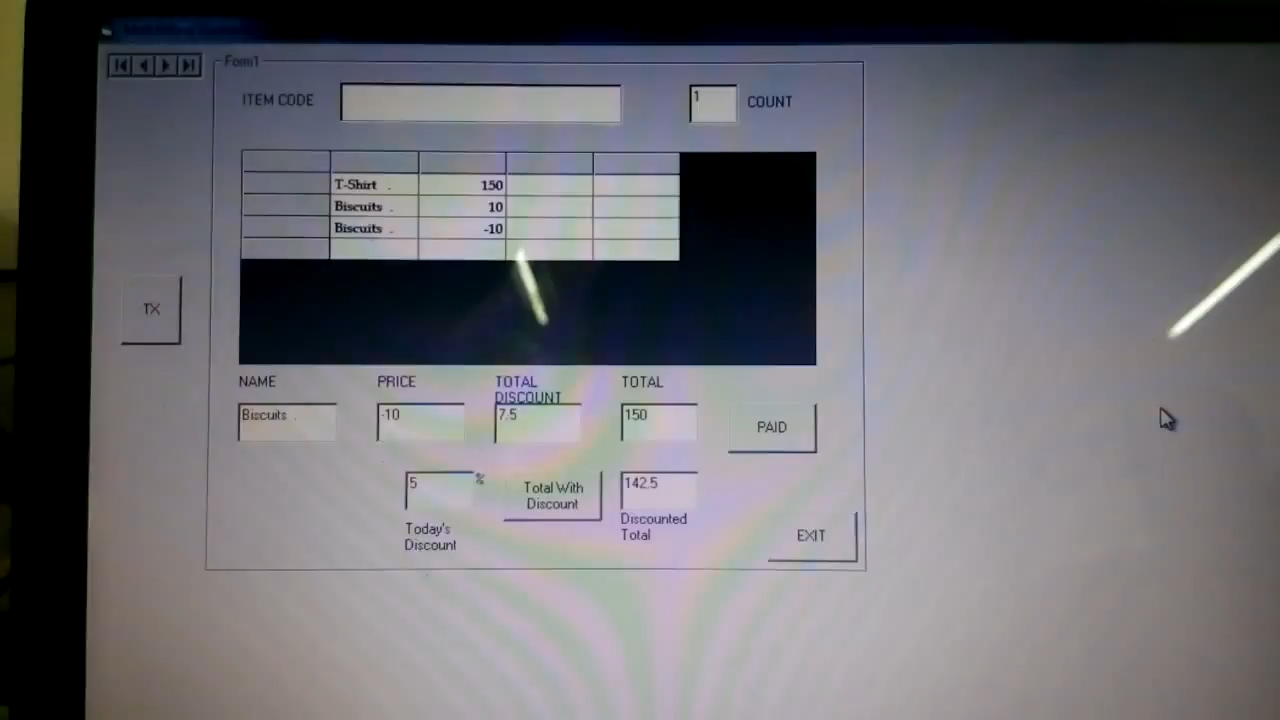 Form1
ITEM CODE
1 COUNT
T-Shirt . 150
Biscuits . 10
Biscuits . -10
TX
NAME PRICE TOTAL DISCOUNT TOTAL
Biscuits . -10 7.5 150 PAID
5 % Total With Discount 142.5
Today's Discount
Discounted Total
EXIT